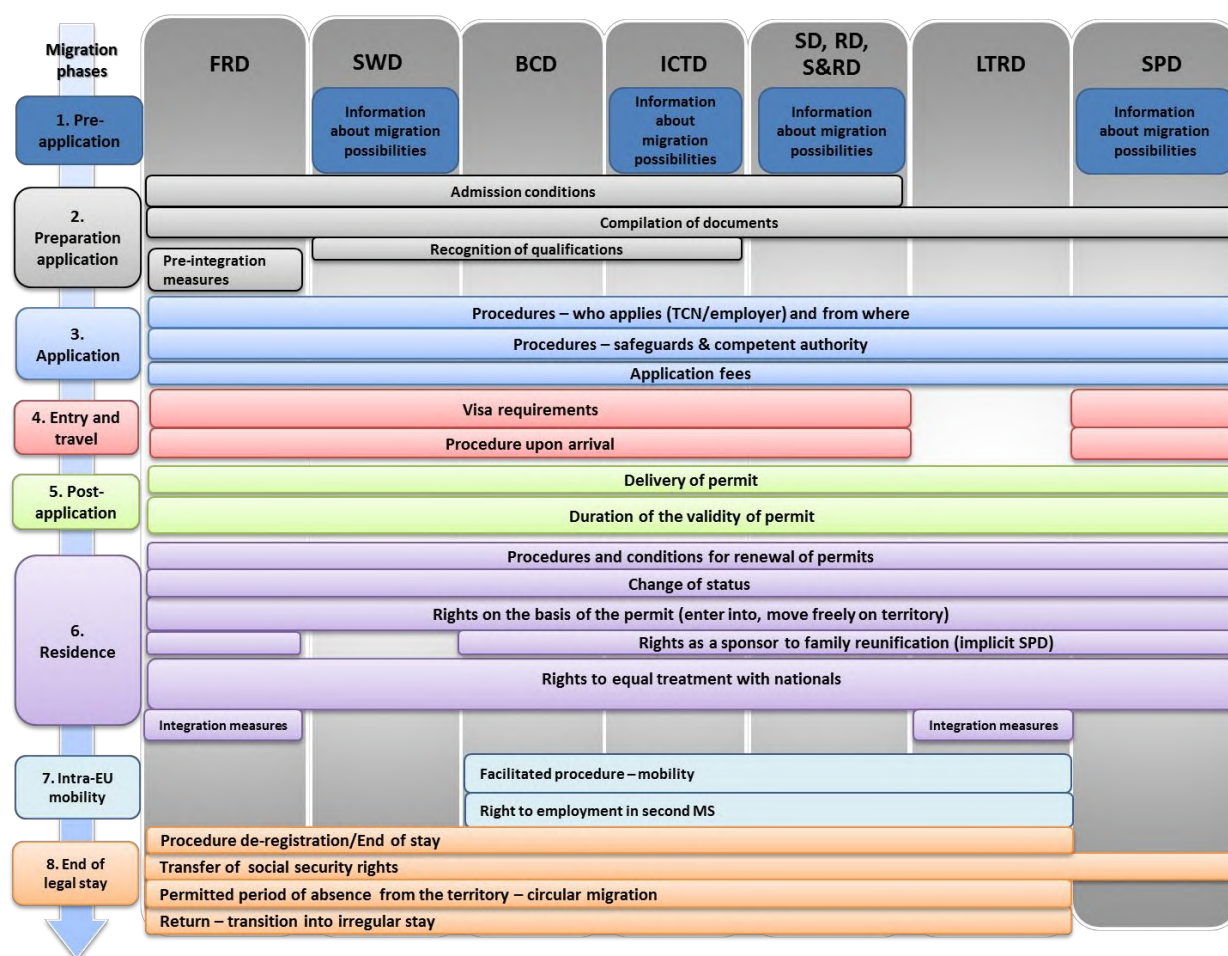 Migration
phases
FRD
SWD
BCD
ICTD
SD, RD,
S&RD
LTRD
SPD
1. Pre-
application
Information
about migration
possibilities
Information
about
migration
possibilities
Information
about migration
possibilities
Information
about migration
possibilities
2.
Preparation
application
Admission conditions
Compilation of documents
Recognition of qualifications
Pre-integration
measures
3.
Application
Procedures – who applies (TCN/employer) and from where
Procedures – safeguards & competent authority
Application fees
4. Entry and
travel
Visa requirements
Procedure upon arrival
5. Post-
application
Delivery of permit
Duration of the validity of permit
6.
Residence
Procedures and conditions for renewal of permits
Change of status
Rights on the basis of the permit (enter into, move freely on territory)
Rights as a sponsor to family reunification (implicit SPD)
Rights to equal treatment with nationals
Integration measures
Integration measures
7. Intra-EU
mobility
Facilitated procedure – mobility
Right to employment in second MS
8. End of
legal stay
Procedure de-registration/End of stay
Transfer of social security rights
Permitted period of absence from the territory – circular migration
Return – transition into irregular stay